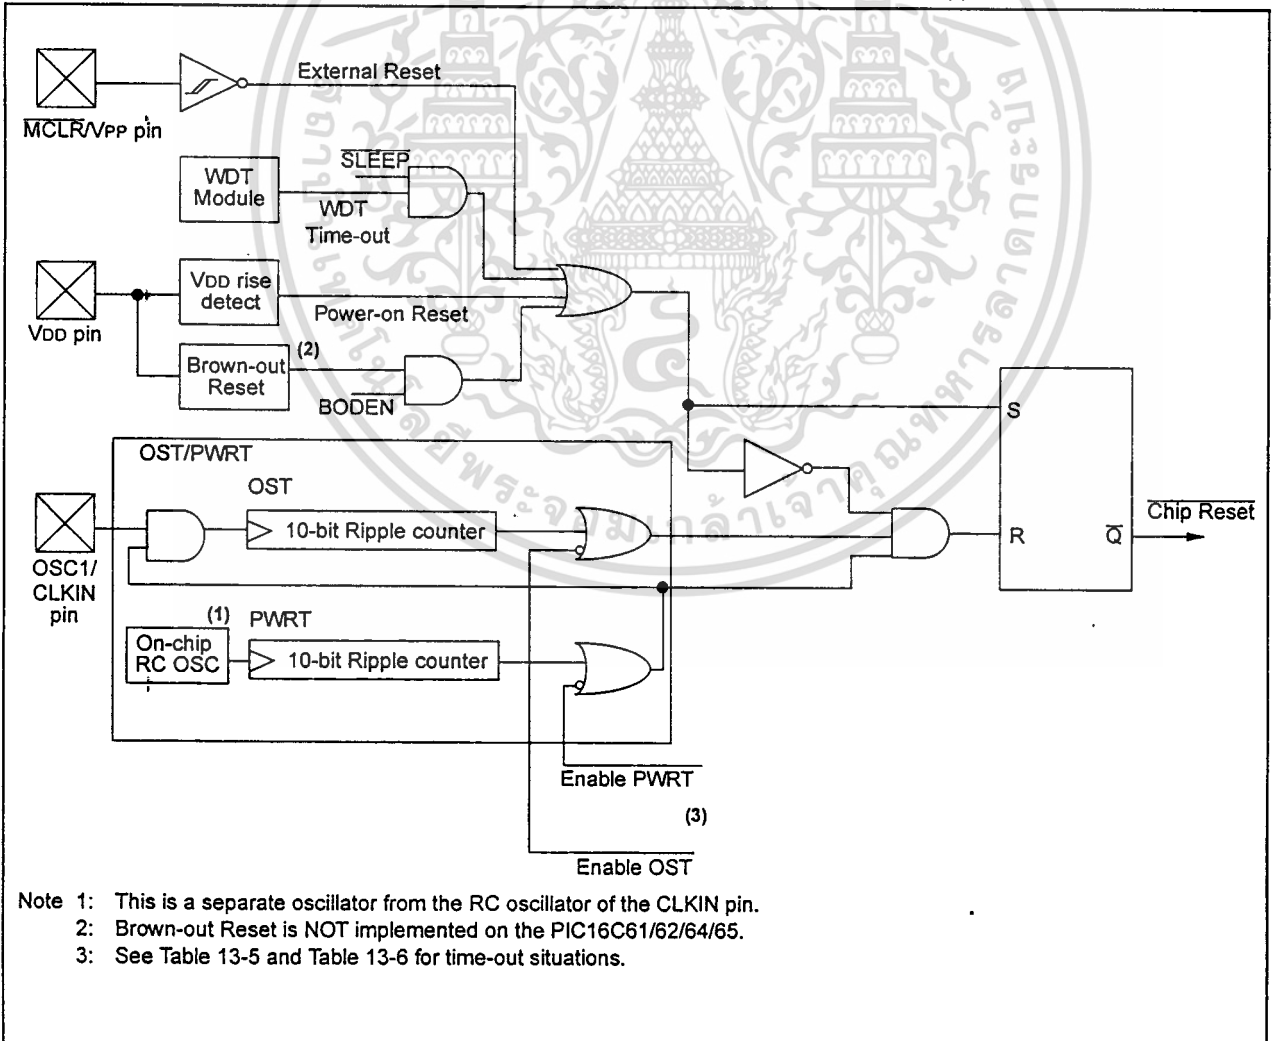 External Reset
MCLR/VPP pin
SLEEP
WDT
Module
WDT
Time-out
VDD rise
detect
Power-on Reset
VDD pin
(2)
Brown-out
Reset
BODEN
S
OST/PWRT
OST
10-bit Ripple counter
Chip Reset
R
Q
OSC1/
CLKIN
pin
(1)
PWRT
On-chip
RC OSC
10-bit Ripple counter
Enable PWRT
(3)
Enable OST
Note 1: This is a separate oscillator from the RC oscillator of the CLKIN pin.
2: Brown-out Reset is NOT implemented on the PIC16C61/62/64/65.
3: See Table 13-5 and Table 13-6 for time-out situations.